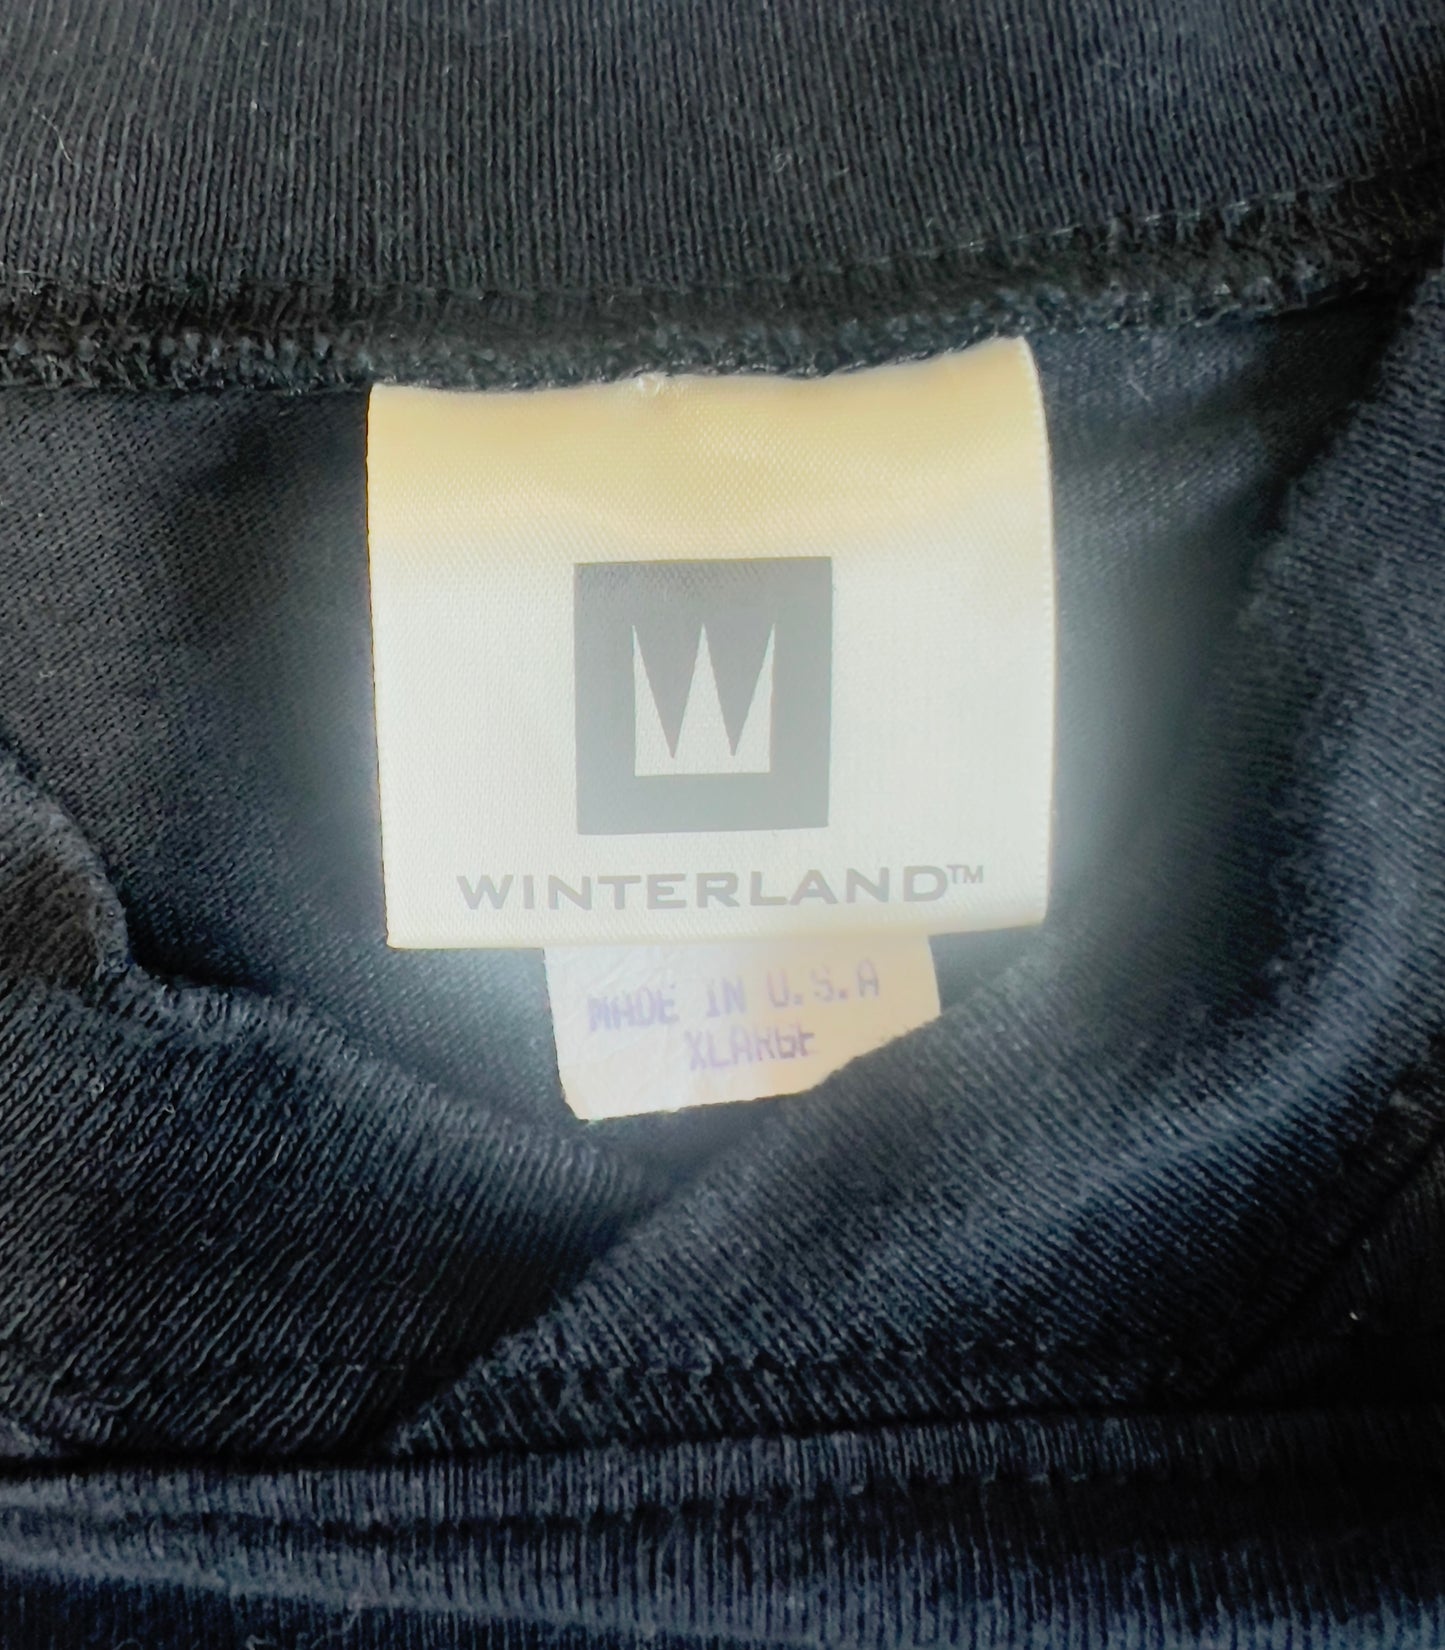 W
WINTERLAND™
MADE IN U.S.A
XLARGE